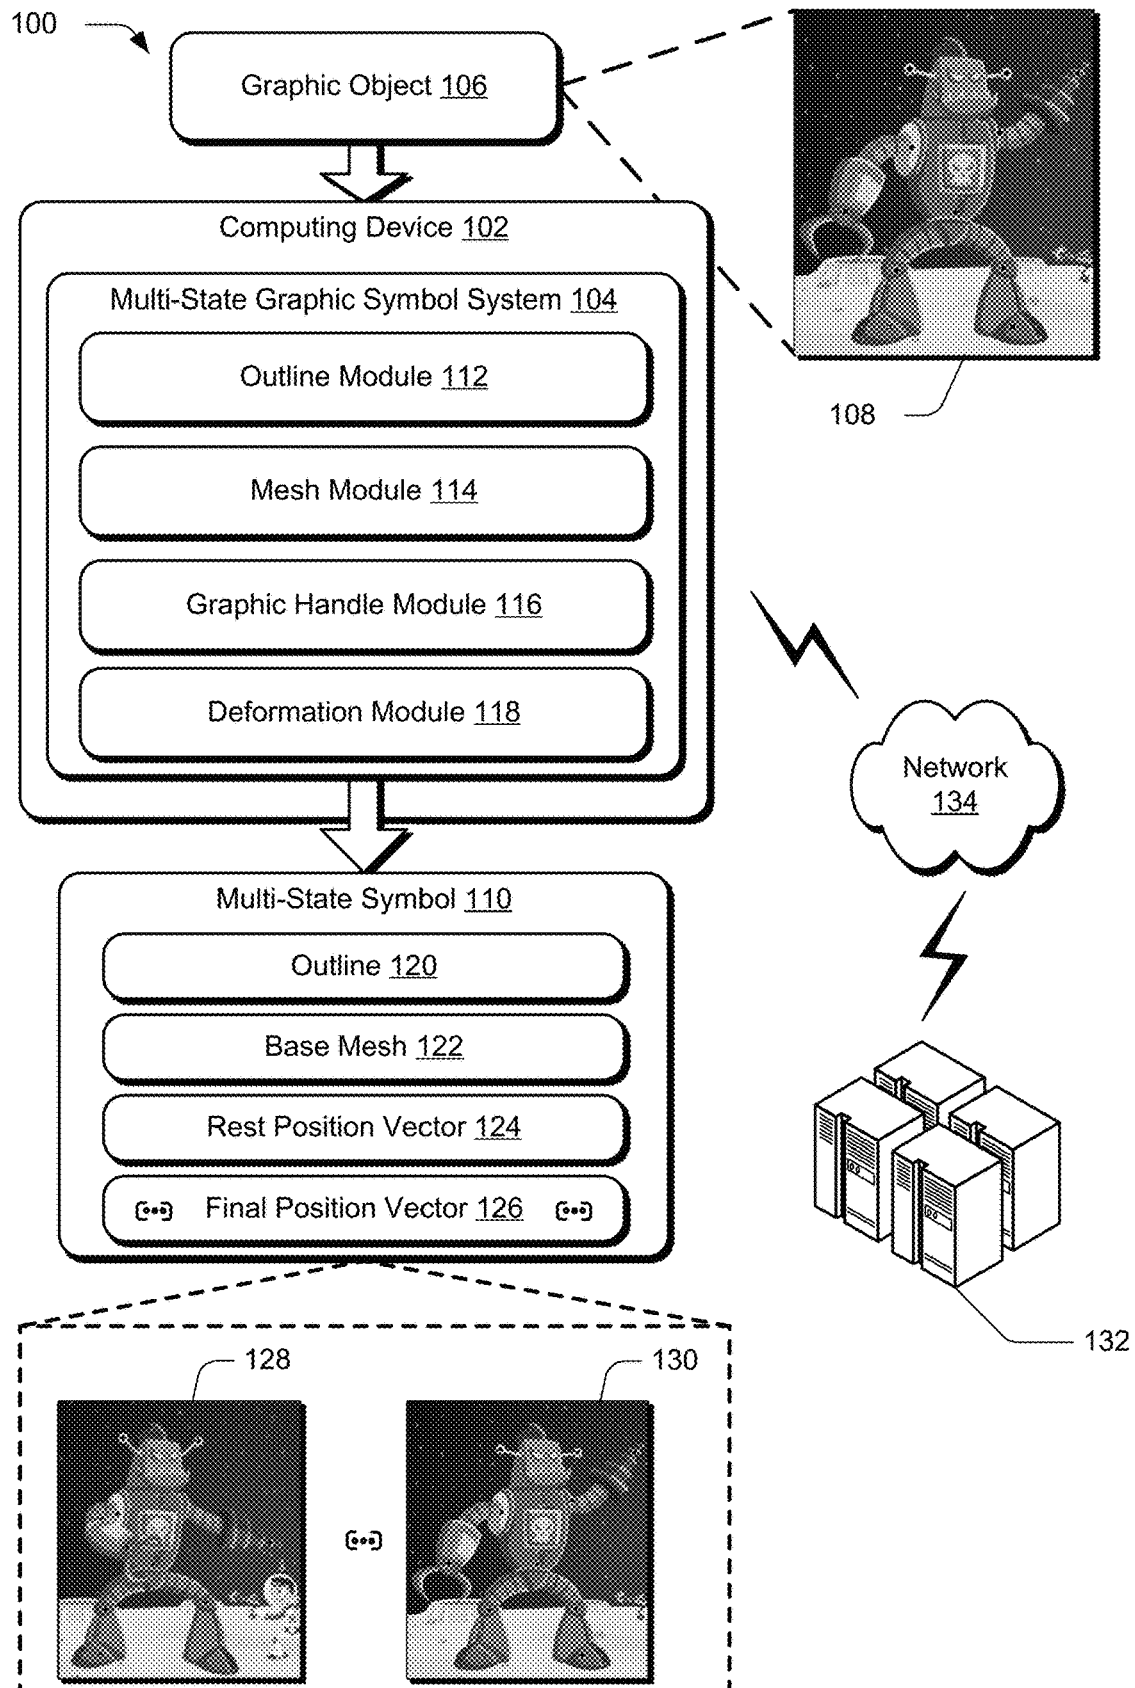 100
Graphic Object 106
Computing Device 102
Multi-State Graphic Symbol System 104
Outline Module 112
Mesh Module 114
Graphic Handle Module 116
Deformation Module 118
108
Network
134
Multi-State Symbol 110
Outline 120
Base Mesh 122
Rest Position Vector 124
Final Position Vector 126
132
128
130